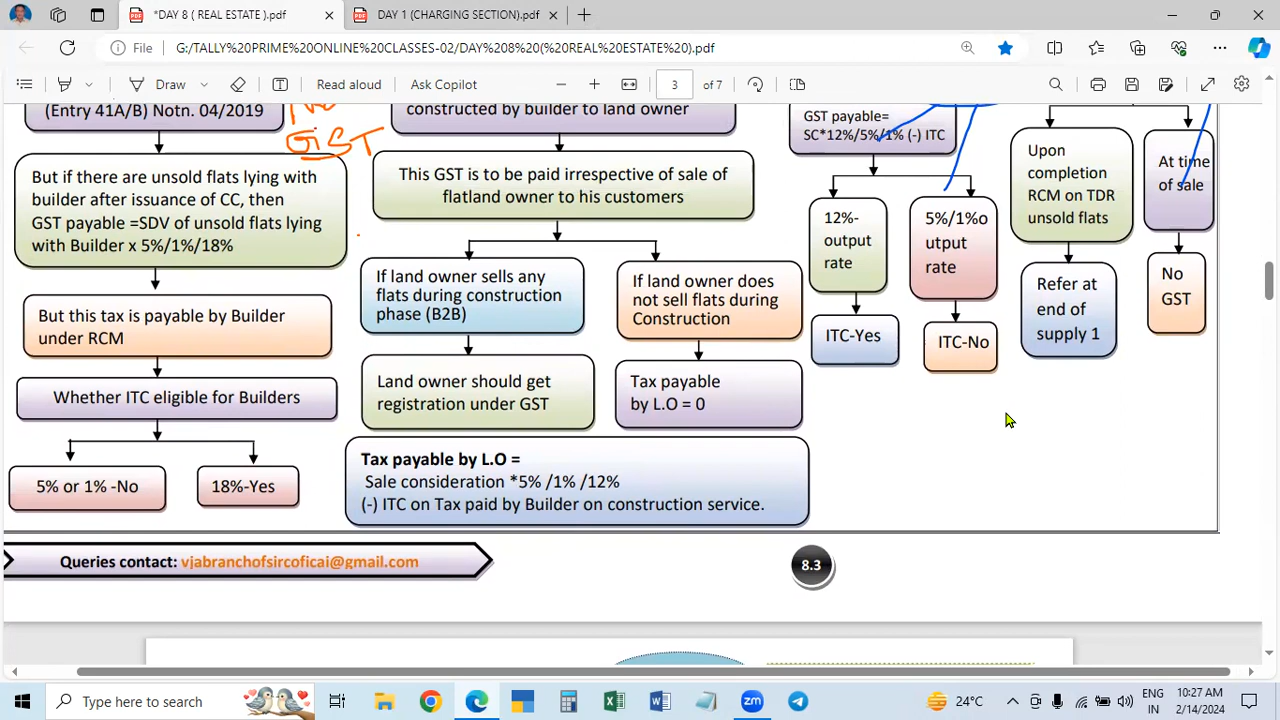 *DAY 8 ( REAL ESTATE ).pdf
DAY 1 (CHARGING SECTION).pdf
File
G:/TALLY%20PRIME%20ONLINE%20CLASSES-02/DAY%208%20(%20REAL%20ESTATE%20).pdf
Draw
Read aloud
Ask Copilot
3
of 7
(Entry 41A/B) Notn. 04/2019
GST
constructed by builder to land owner
GST payable=
SC*12%/5%/1% (-) ITC
But if there are unsold flats lying with
builder after issuance of CC, then
GST payable =SDV of unsold flats lying
with Builder x 5%/1%/18%
This GST is to be paid irrespective of sale of
flatland owner to his customers
Upon
completion
RCM on TDR
unsold flats
At time
of sale
12%-
output
rate
5%/1%o
utput
rate
If land owner sells any
flats during construction
phase (B2B)
If land owner does
not sell flats during
Construction
Refer at
end of
supply 1
No
GST
But this tax is payable by Builder
under RCM
ITC-Yes
ITC-No
Whether ITC eligible for Builders
Land owner should get
registration under GST
Tax payable
by L.O = 0
5% or 1% -No
18%-Yes
Tax payable by L.O =
Sale consideration *5% /1% /12%
(-) ITC on Tax paid by Builder on construction service.
Queries contact: vjabranchofsircoficai@gmail.com
8.3
Type here to search
24°C
ENG
IN
10:27 AM
2/14/2024